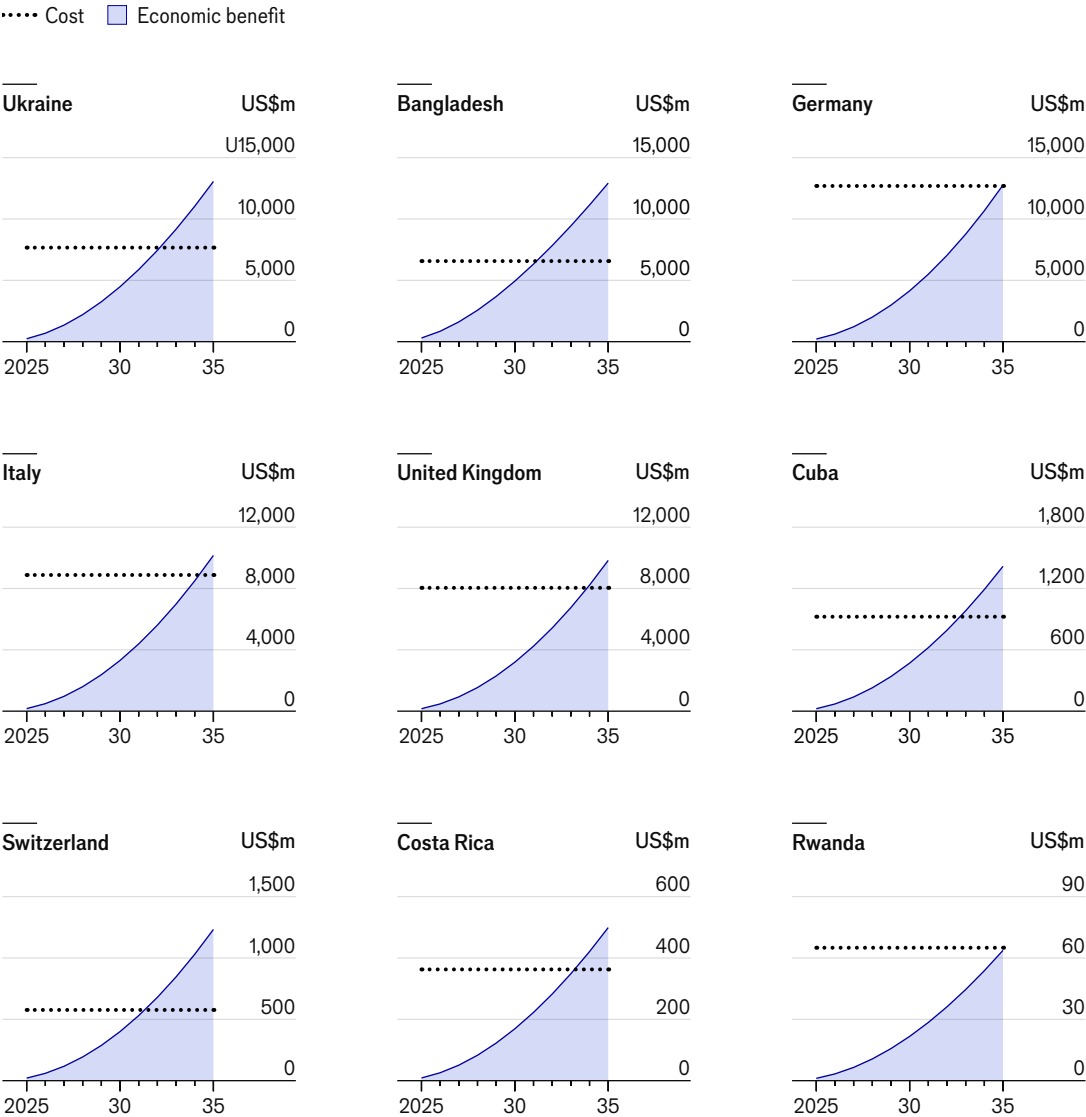 Cost Economic benefit
Ukraine US$m
U15,000
10,000
5,000
0
2025 30 35
Bangladesh US$m
15,000
10,000
5,000
0
2025 30 35
Germany US$m
15,000
10,000
5,000
0
2025 30 35
Italy US$m
12,000
8,000
4,000
0
2025 30 35
United Kingdom US$m
12,000
8,000
4,000
0
2025 30 35
Cuba US$m
1,800
1,200
600
0
2025 30 35
Switzerland US$m
1,500
1,000
500
0
2025 30 35
Costa Rica US$m
600
400
200
0
2025 30 35
Rwanda US$m
90
60
30
0
2025 30 35